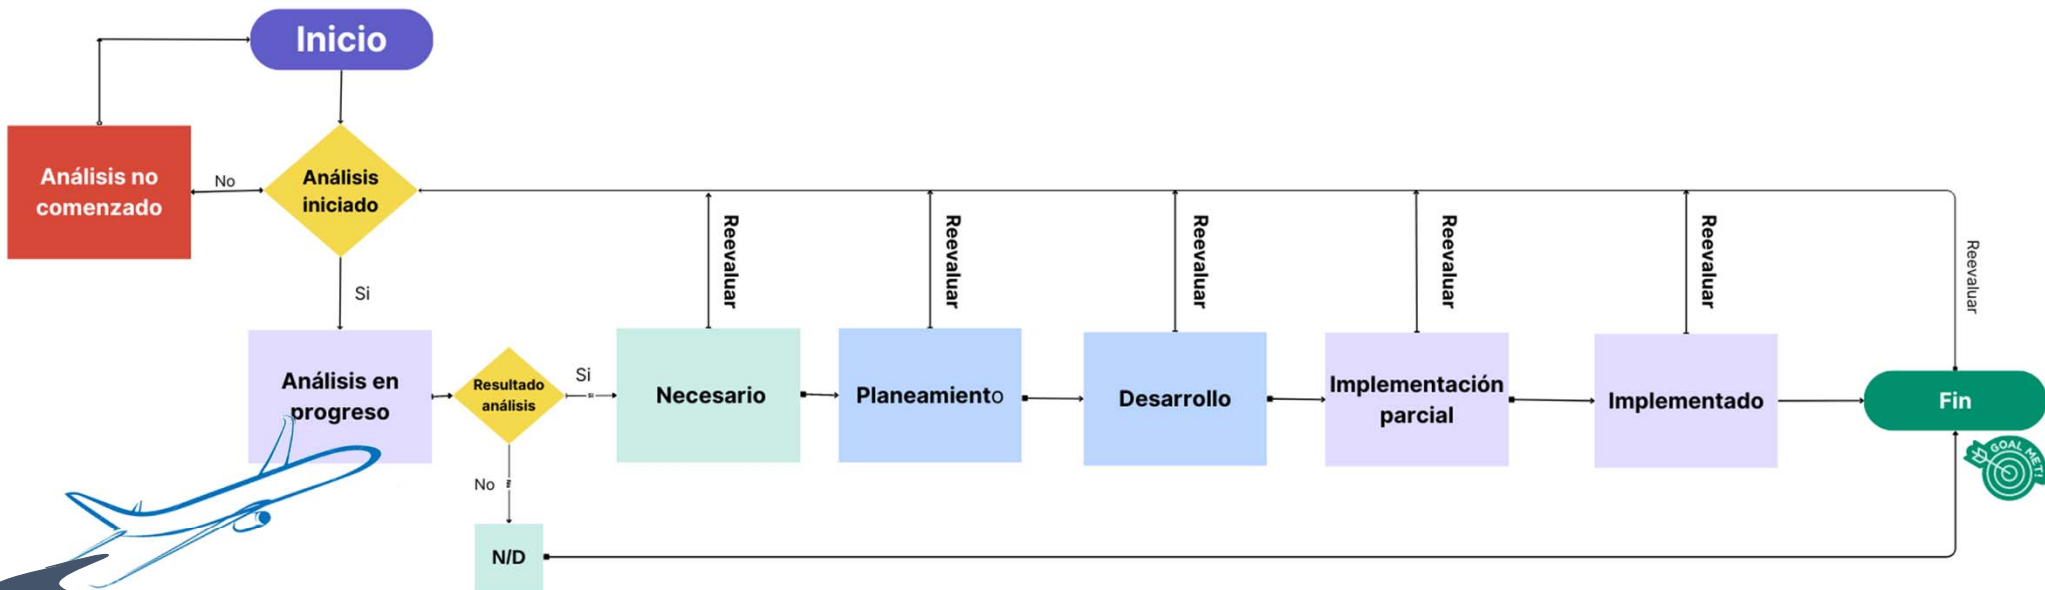 Inicio
Análisis no
comenzado
No
Análisis
iniciado
Reevaluar
Reevaluar
Reevaluar
Reevaluar
Reevaluar
Reevaluar
Si
Análisis en
progreso
Resultado
análisis
Si
Necesario
Planeamiento
Desarrollo
Implementación
parcial
Implementado
Fin
GOAL MET!
No
N/D